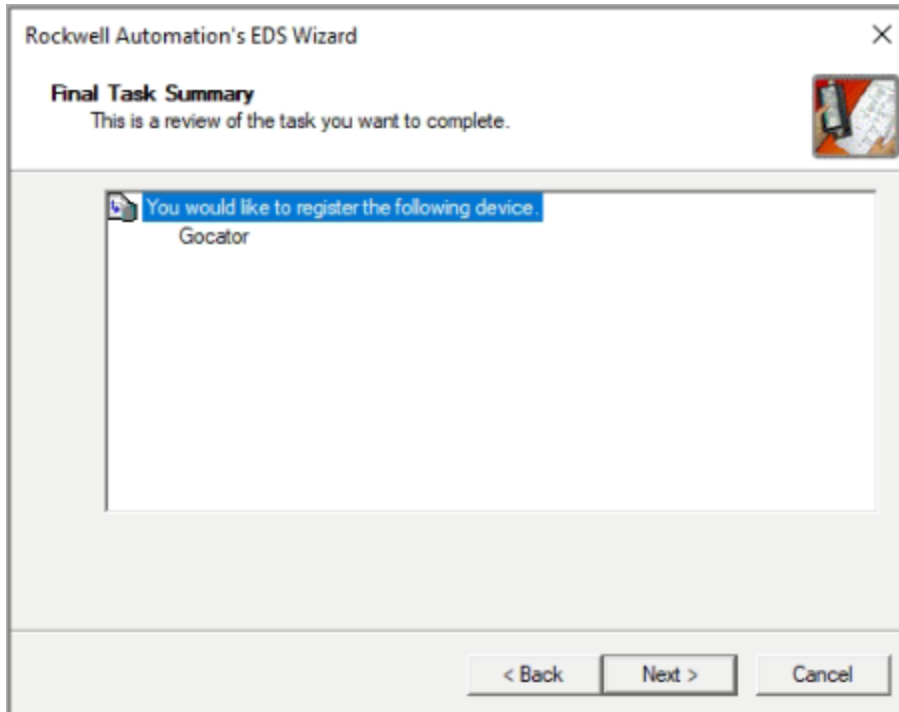 Rockwell Automation's EDS Wizard
Final Task Summary
This is a review of the task you want to complete.
You would like to register the following device.
Gocator
< Back
Next >
Cancel